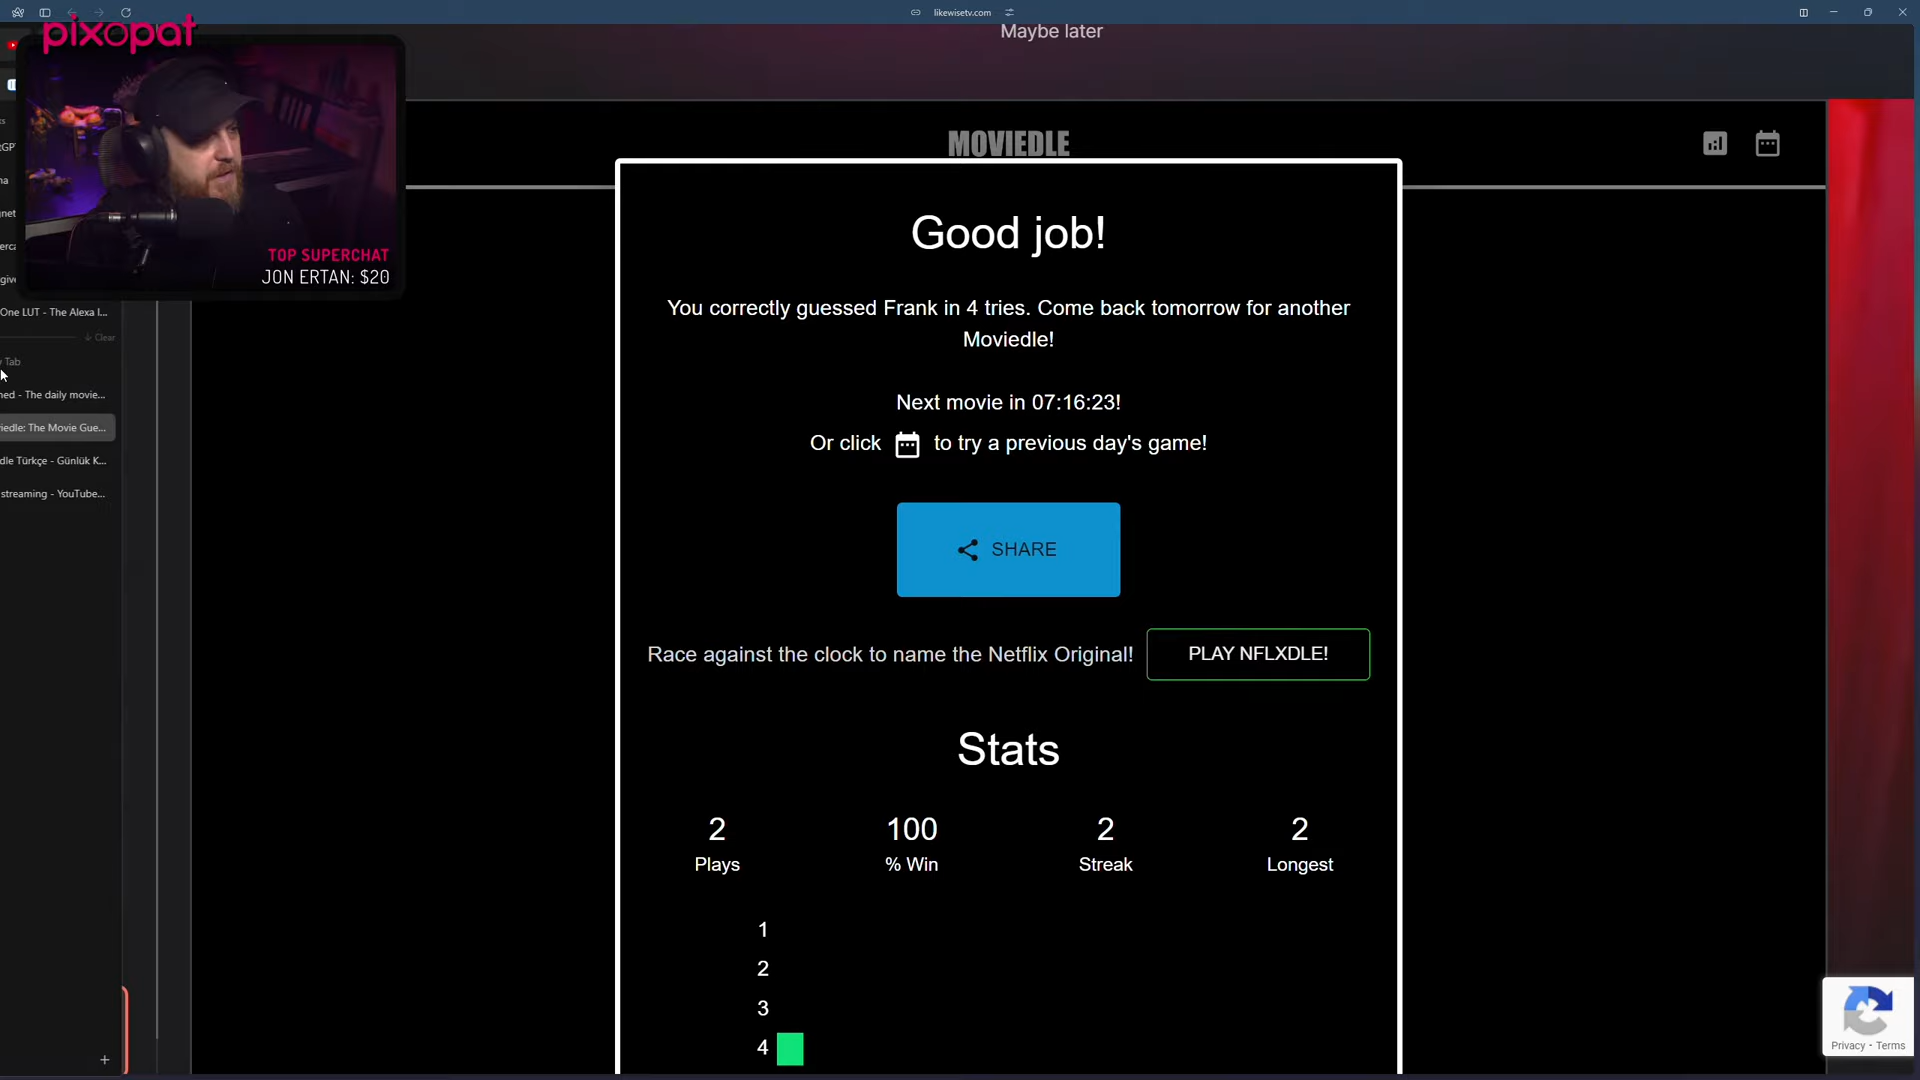 likewisetv.com
Maybe later
pixopat
TOP SUPERCHAT
JON ERTAN: $20
One LUT - The Alexa I...
Clear
Tab
ned - The daily movie...
iedle: The Movie Gue...
dle Türkçe - Günlük K...
streaming - YouTube...
MOVIEDLE
Good job!
You correctly guessed Frank in 4 tries. Come back tomorrow for another
Moviedle!
Next movie in 07:16:23!
Or click to try a previous day's game!
SHARE
Race against the clock to name the Netflix Original!
PLAY NFLXDLE!
Stats
2 100 2 2
Plays % Win Streak Longest
1
2
3
4
Privacy - Terms